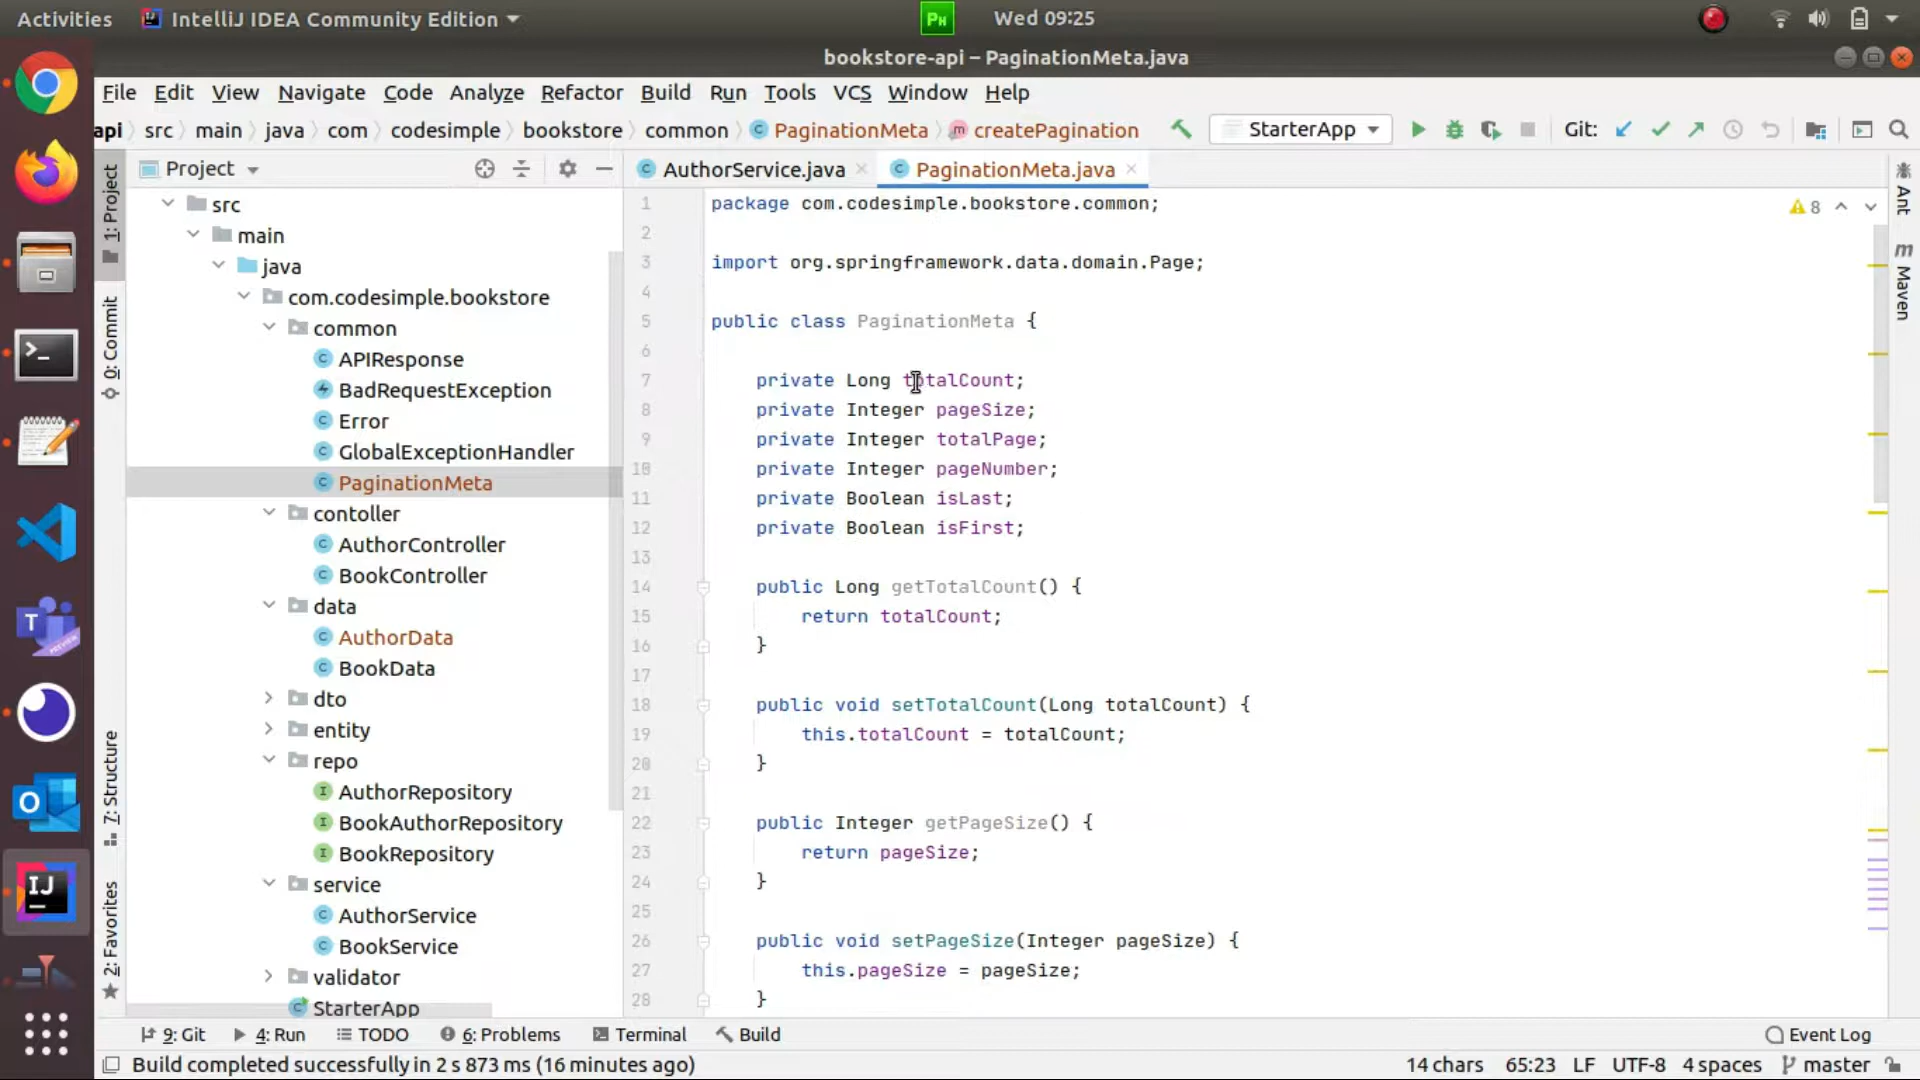 Activities IntelliJ IDEA Community Edition PH Wed 09:25
bookstore-api – PaginationMeta.java
File Edit View Navigate Code Analyze Refactor Build Run Tools VCS Window Help
api src main java com codesimple bookstore common PaginationMeta createPagination StarterApp Git:
Project AuthorService.java PaginationMeta.java
1: Project
0: Commit
7: Structure
2: Favorites
src
main
java
com.codesimple.bookstore
common
APIResponse
BadRequestException
Error
GlobalExceptionHandler
PaginationMeta
contoller
AuthorController
BookController
data
AuthorData
BookData
dto
entity
repo
AuthorRepository
BookAuthorRepository
BookRepository
service
AuthorService
BookService
validator
StarterApp
1 package com.codesimple.bookstore.common;
2
3 import org.springframework.data.domain.Page;
4
5 public class PaginationMeta {
6
7 private Long totalCount;
8 private Integer pageSize;
9 private Integer totalPage;
10 private Integer pageNumber;
11 private Boolean isLast;
12 private Boolean isFirst;
13
14 public Long getTotalCount() {
15 return totalCount;
16 }
17
18 public void setTotalCount(Long totalCount) {
19 this.totalCount = totalCount;
20 }
21
22 public Integer getPageSize() {
23 return pageSize;
24 }
25
26 public void setPageSize(Integer pageSize) {
27 this.pageSize = pageSize;
28 }
8
Ant
Maven
9: Git 4: Run TODO 6: Problems Terminal Build Event Log
Build completed successfully in 2 s 873 ms (16 minutes ago) 14 chars 65:23 LF UTF-8 4 spaces master